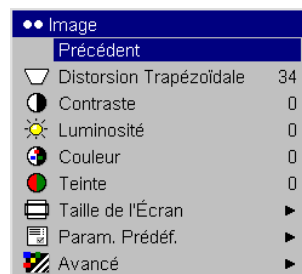 Image
Précédent
Distorsion Trapézoïdale 34
Contraste 0
Luminosité 0
Couleur 0
Teinte 0
Taille de l'Écran
Param. Prédéf.
Avancé